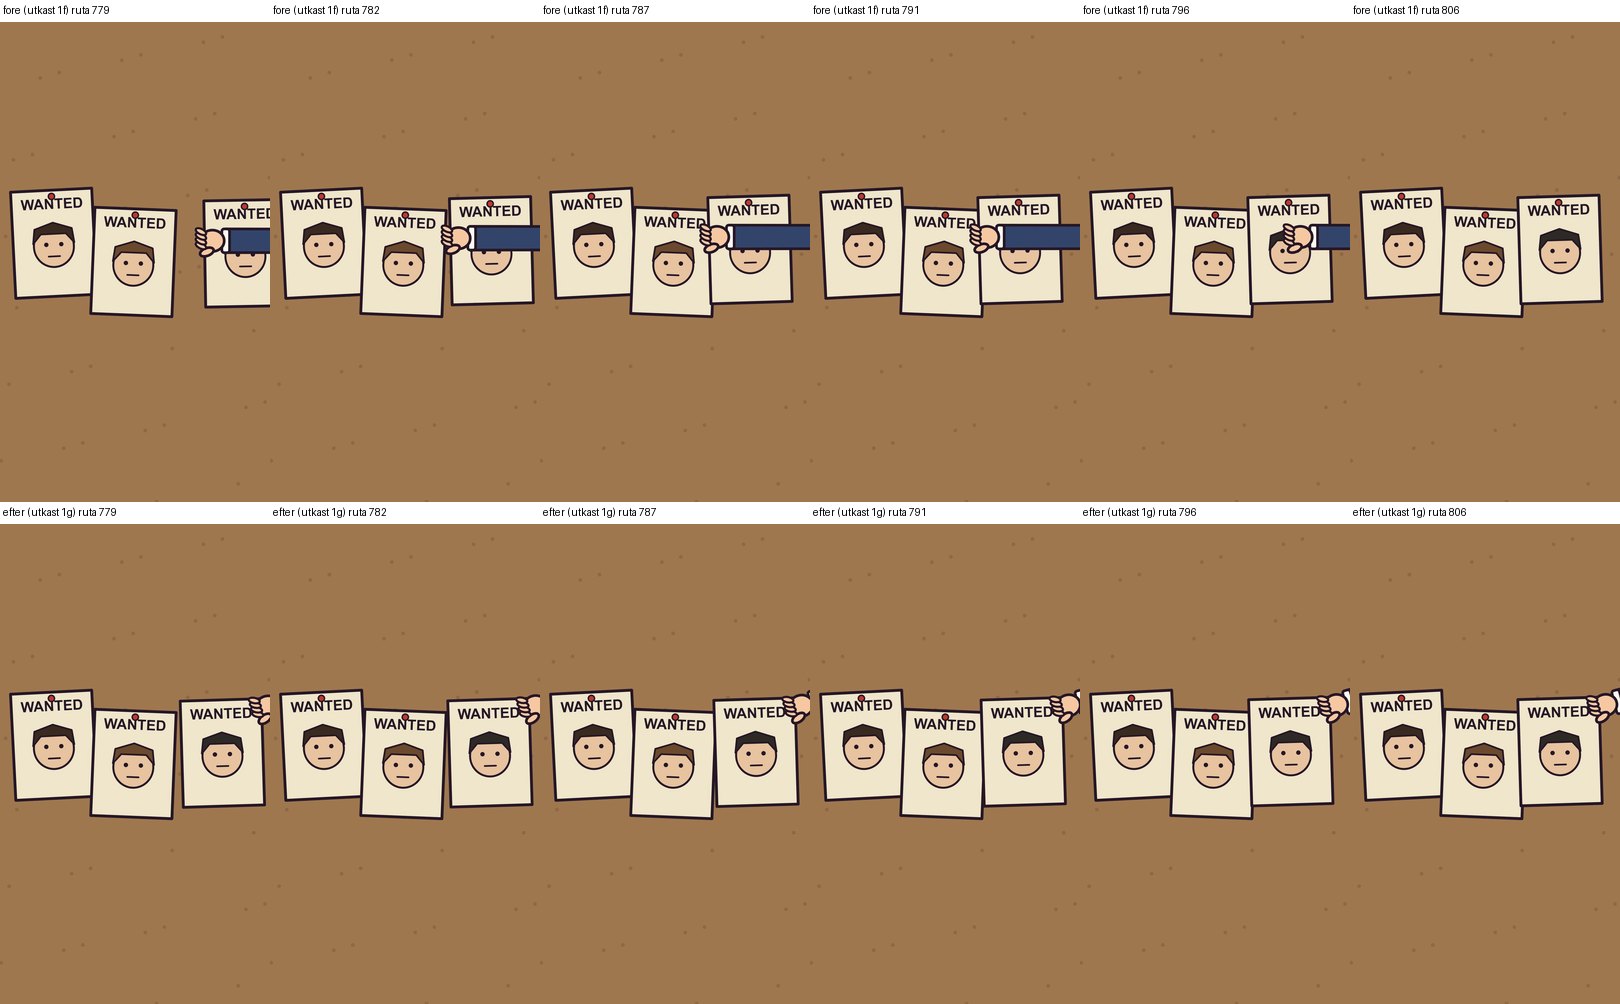 fore (utkast 1f) ruta 779
fore (utkast 1f) ruta 782
fore (utkast 1f) ruta 787
fore (utkast 1f) ruta 791
fore (utkast 1f) ruta 796
fore (utkast 1f) ruta 806
WANTED WANTED WANTED
WANTED WANTED WANTED
WANTED WANTED WANTED
WANTED WANTED WANTED
WANTED WANTED WANTED
WANTED WANTED WANTED
efter (utkast 1g) ruta 779
efter (utkast 1g) ruta 782
efter (utkast 1g) ruta 787
efter (utkast 1g) ruta 791
efter (utkast 1g) ruta 796
efter (utkast 1g) ruta 806
WANTED WANTED WANTED
WANTED WANTED WANTED
WANTED WANTED WANTED
WANTED WANTED WANTED
WANTED WANTED WANTED
WANTED WANTED WANTED